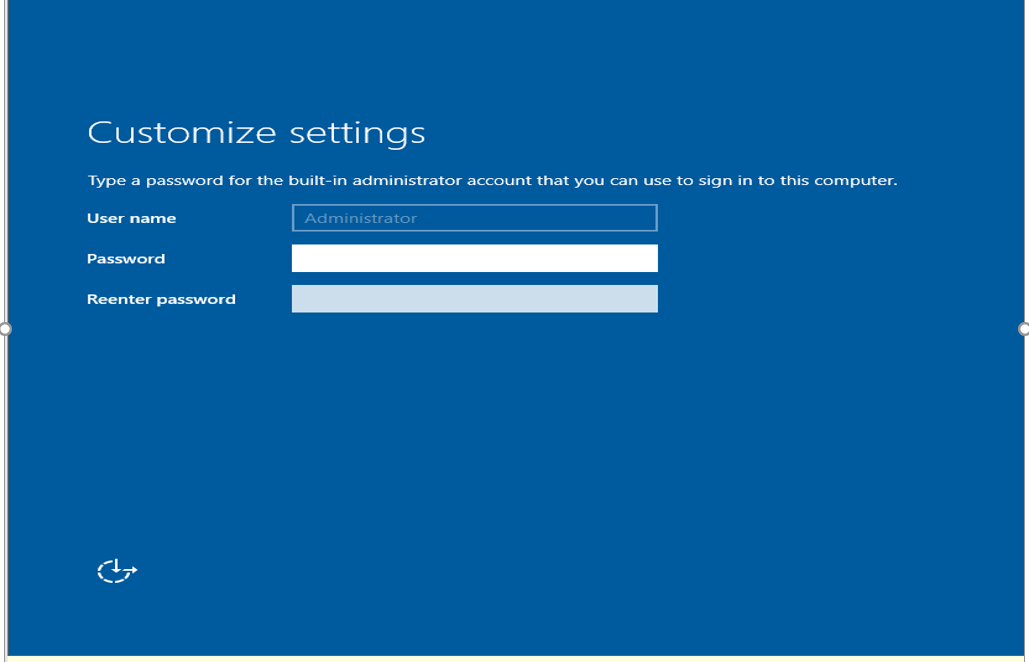 Customize settings
Type a password for the built-in administrator account that you can use to sign in to this computer.
User name Administrator
Password
Reenter password